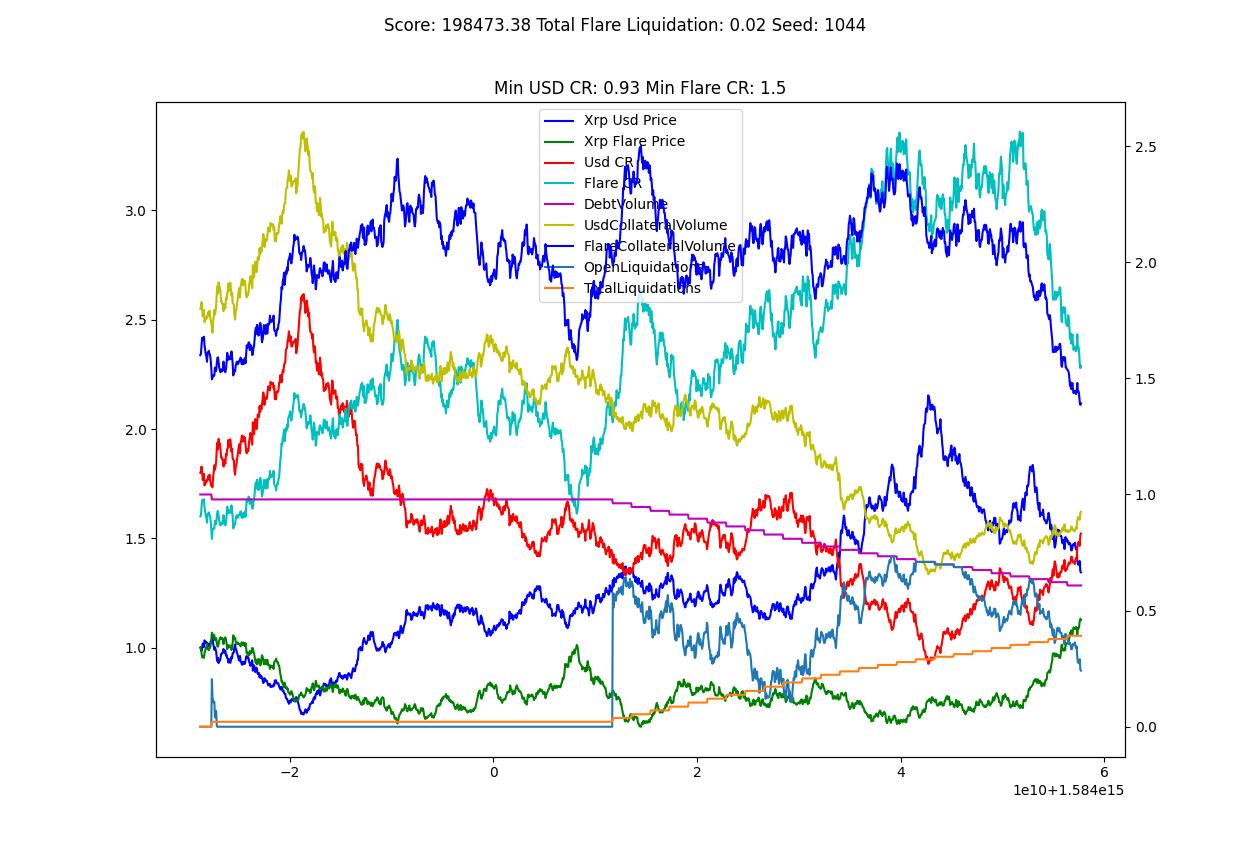 Score: 198473.38 Total Flare Liquidation: 0.02 Seed: 1044
Min USD CR: 0.93 Min Flare CR: 1.5
Xrp Usd Price
Xrp Flare Price
Usd CR
Flare CR
DebtVolume
UsdCollateralVolume
FlareCollateralVolume
OpenLiquidations
TotalLiquidations
3.0
2.5
2.0
1.5
1.0
2.5
2.0
1.5
1.0
0.5
0.0
−2
0
2
4
6
1e10+1.584e15